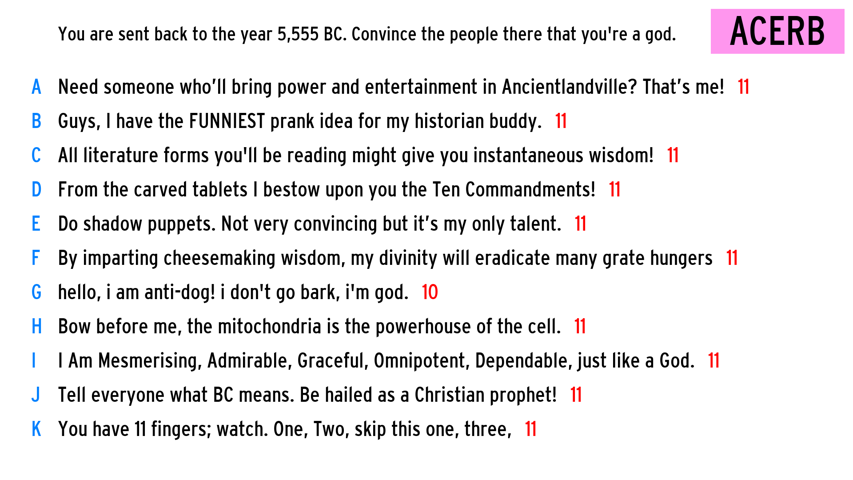 You are sent back to the year 5,555 BC. Convince the people there that you're a god.
ACERB
A Need someone who'll bring power and entertainment in Ancientlandville? That's me! 11
B Guys, I have the FUNNIEST prank idea for my historian buddy. 11
C All literature forms you'll be reading might give you instantaneous wisdom! 11
D From the carved tablets I bestow upon you the Ten Commandments! 11
E Do shadow puppets. Not very convincing but it's my only talent. 11
F By imparting cheesemaking wisdom, my divinity will eradicate many grate hungers 11
G hello, i am anti-dog! i don't go bark, i'm god. 10
H Bow before me, the mitochondria is the powerhouse of the cell. 11
I I Am Mesmerising, Admirable, Graceful, Omnipotent, Dependable, just like a God. 11
J Tell everyone what BC means. Be hailed as a Christian prophet! 11
K You have 11 fingers; watch. One, Two, skip this one, three, 11